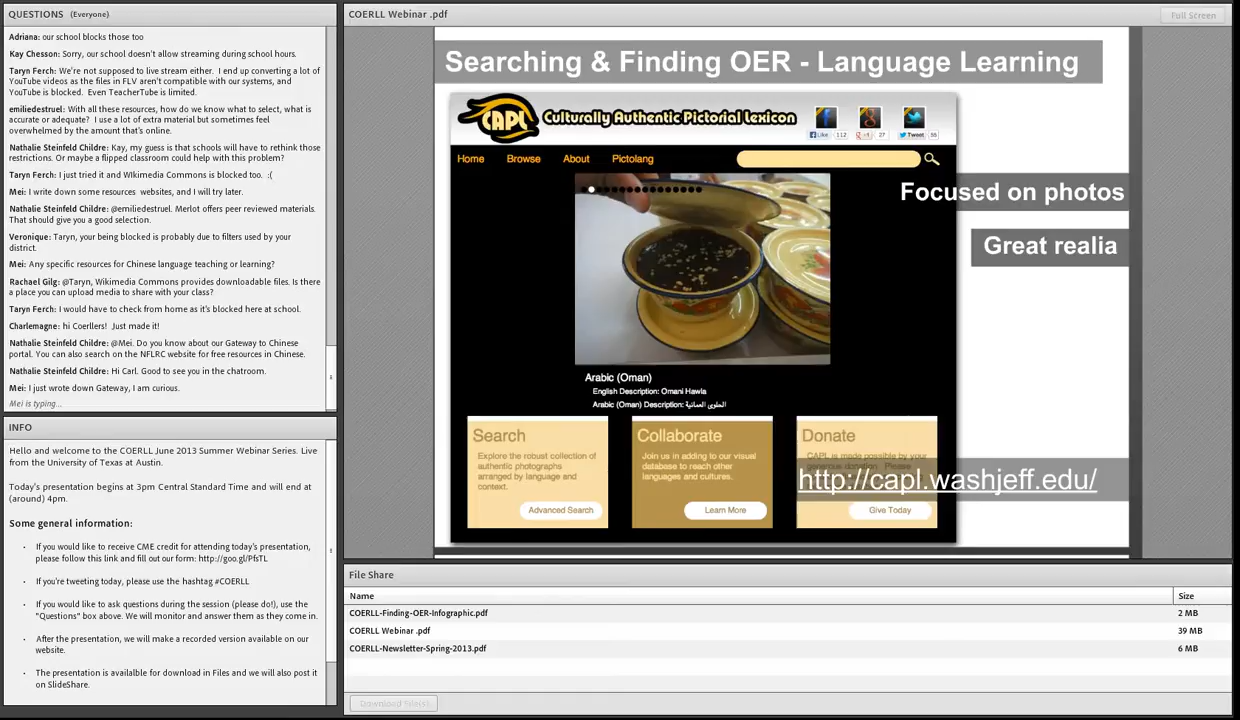 QUESTIONS (Everyone)
Adriana: our school blocks those too
Kay Chesson: Sorry, our school doesn't allow streaming during school hours.
Taryn Ferch: We're not supposed to live stream either. I end up converting a lot of
YouTube videos as the files in FLV aren't compatible with our systems, and
YouTube is blocked. Even TeacherTube is limited.
emiliedestruel: With all these resources, how do we know what to select, what is
accurate or adequate? I use a lot of extra material but sometimes feel
overwhelmed by the amount that's online.
Nathalie Steinfeld Childre: Kay, my guess is that schools will have to rethink those
restrictions. Or maybe a flipped classroom could help with this problem?
Taryn Ferch: I just tried it and WIkimedia Commons is blocked too. :(
Mei: I write down some resources websites, and I will try later.
Nathalie Steinfeld Childre: @emiliedestruel. Merlot offers peer reviewed materials.
That should give you a good selection.
Veronique: Taryn, your being blocked is probably due to filters used by your
district.
Mei: Any specific resources for Chinese language teaching or learning?
Rachael Gilg: @Taryn, Wikimedia Commons provides downloadable files. Is there
a place you can upload media to share with your class?
Taryn Ferch: I would have to check from home as it's blocked here at school.
Charlemagne: hi Coerllers! Just made it!
Nathalie Steinfeld Childre: @Mei. Do you know about our Gateway to Chinese
portal. You can also search on the NFLRC website for free resources in Chinese.
Nathalie Steinfeld Childre: Hi Carl. Good to see you in the chatroom.
Mei: I just wrote down Gateway, I am curious.
Mei is typing...
INFO
Hello and welcome to the COERLL June 2013 Summer Webinar Series. Live
from the University of Texas at Austin.
Today's presentation begins at 3pm Central Standard Time and will end at
(around) 4pm.
Some general information:
• If you would like to receive CME credit for attending today's presentation,
please follow this link and fill out our form: http://goo.gl/PfsTL
• If you're tweeting today, please use the hashtag #COERLL
• If you would like to ask questions during the session (please do!), use the
"Questions" box above. We will monitor and answer them as they come in.
• After the presentation, we will make a recorded version available on our
website.
• The presentation is availalble for download in Files and we will also post it
on SlideShare.
COERLL Webinar .pdf
Full Screen
Searching & Finding OER - Language Learning
CAPL Culturally Authentic Pictorial Lexicon
Like 112 +1 27 Tweet 55
Home Browse About Pictolang
Focused on photos
Great realia
Arabic (Oman)
English Description: Omani Hawla
Arabic (Oman) Description: الحلوى العمانية
Search
Explore the robust collection of
authentic photographs
arranged by language and
context.
Advanced Search
Collaborate
Join us in adding to our visual
database to reach other
languages and cultures.
Learn More
Donate
CAPL is made possible by your
generous donation. Please
http://capl.washjeff.edu/
Give Today
File Share
Name Size
COERLL-Finding-OER-Infographic.pdf 2 MB
COERLL Webinar .pdf 39 MB
COERLL-Newsletter-Spring-2013.pdf 6 MB
Download File(s)